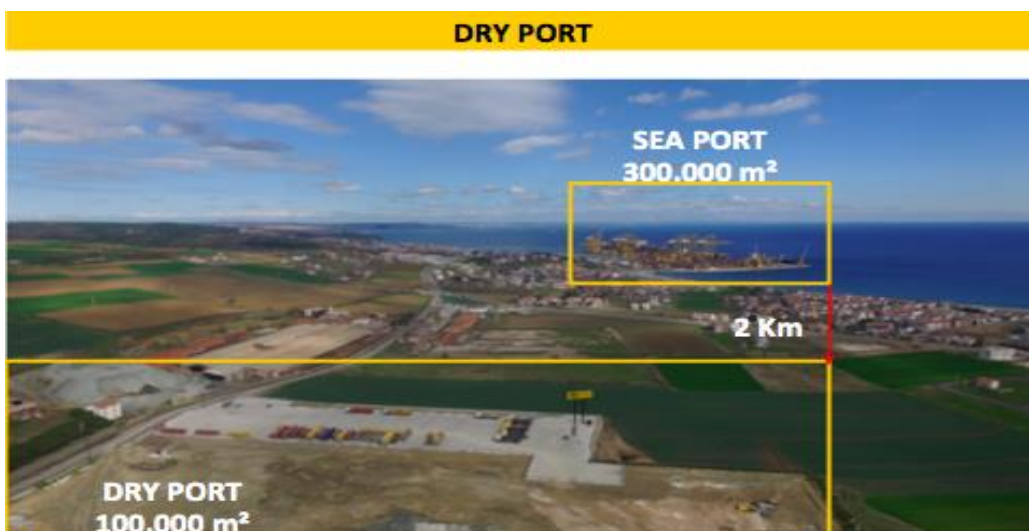 DRY PORT
SEA PORT
300.000 m²
2 Km
DRY PORT
100.000 m²